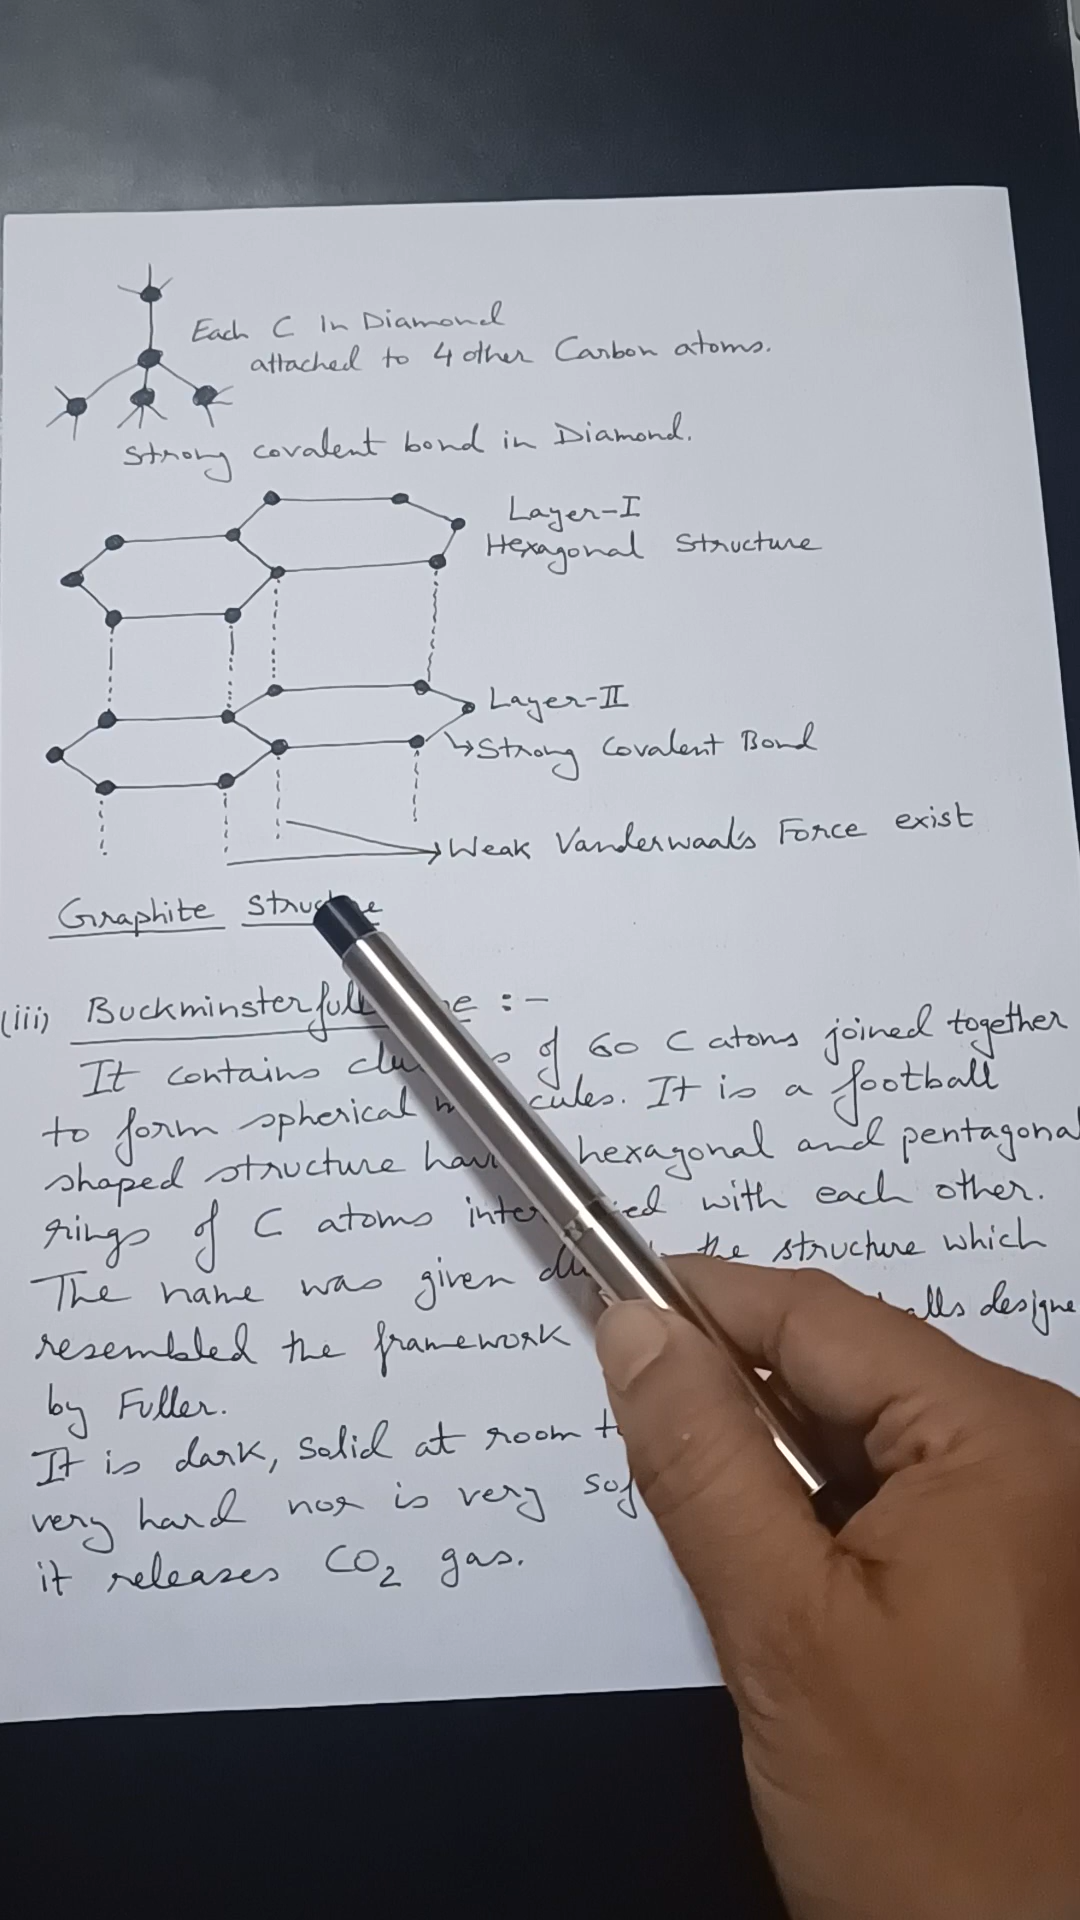 Each C In Diamond
attached to 4 other Carbon atoms.
Strong covalent bond in Diamond.
Layer-I
Hexagonal Structure
Layer-II
↳Strong Covalent Bond
→Weak Vanderwaal's Force exist
Graphite
(iii) :-
It contains of 60 C atoms joined together
to form spherical It is a football
shaped structure hexagonal and pentagonal
rings of C atoms with each other.
The name was given the structure which
resembled the framework
by Fuller.
It is dark, solid at room
very hard nor is very
it releases CO2 gas.